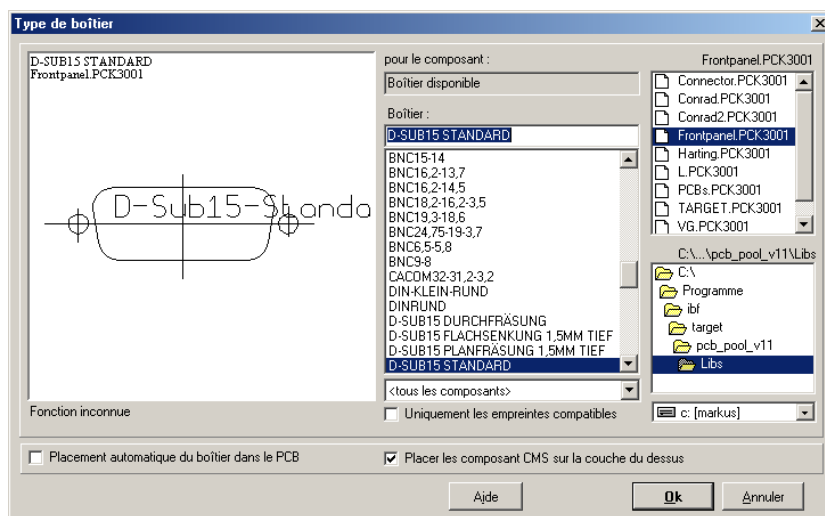 Type de boîtier
D-SUB15 STANDARD
Frontpanel.PCK3001
D-Sub15-Standa
Fonction inconnue
pour le composant :
Boîtier disponible
Boîtier :
D-SUB15 STANDARD
BNC15-14
BNC16,2-13,7
BNC16,2-14,5
BNC18,2-16,2-3,5
BNC19,3-18,6
BNC24,75-19-3,7
BNC6,5-5,8
BNC9-8
CACOM32-31,2-3,2
DIN-KLEIN-RUND
DINRUND
D-SUB15 DURCHFRÄSUNG
D-SUB15 FLACHSENKUNG 1,5MM TIEF
D-SUB15 PLANFRÄSUNG 1,5MM TIEF
D-SUB15 STANDARD
<tous les composants>
Uniquement les empreintes compatibles
Frontpanel.PCK3001
Connector.PCK3001
Conrad.PCK3001
Conrad2.PCK3001
Frontpanel.PCK3001
Harting.PCK3001
L.PCK3001
PCBs.PCK3001
TARGET.PCK3001
VG.PCK3001
C:\...\pcb_pool_v11\Libs
C:\
Programme
ibf
target
pcb_pool_v11
Libs
c: [markus]
Placement automatique du boîtier dans le PCB
Placer les composant CMS sur la couche du dessus
Aide
Ok
Annuler